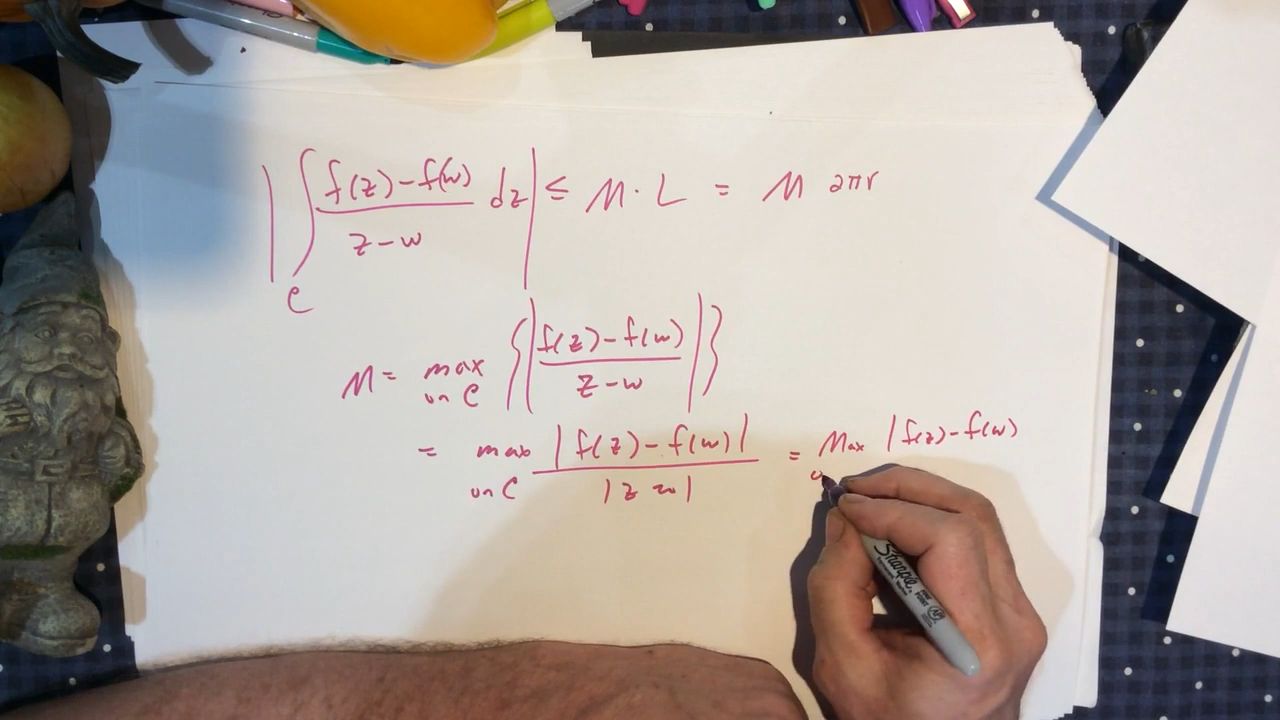 | ∫_C (f(z)-f(w))/(z-w) dz | ≤ M · L = M 2πr
M = max on C { | (f(z)-f(w))/(z-w) | }
= max on C |f(z)-f(w)| / |z-w| = Max |f(z)-f(w)
Sharpie